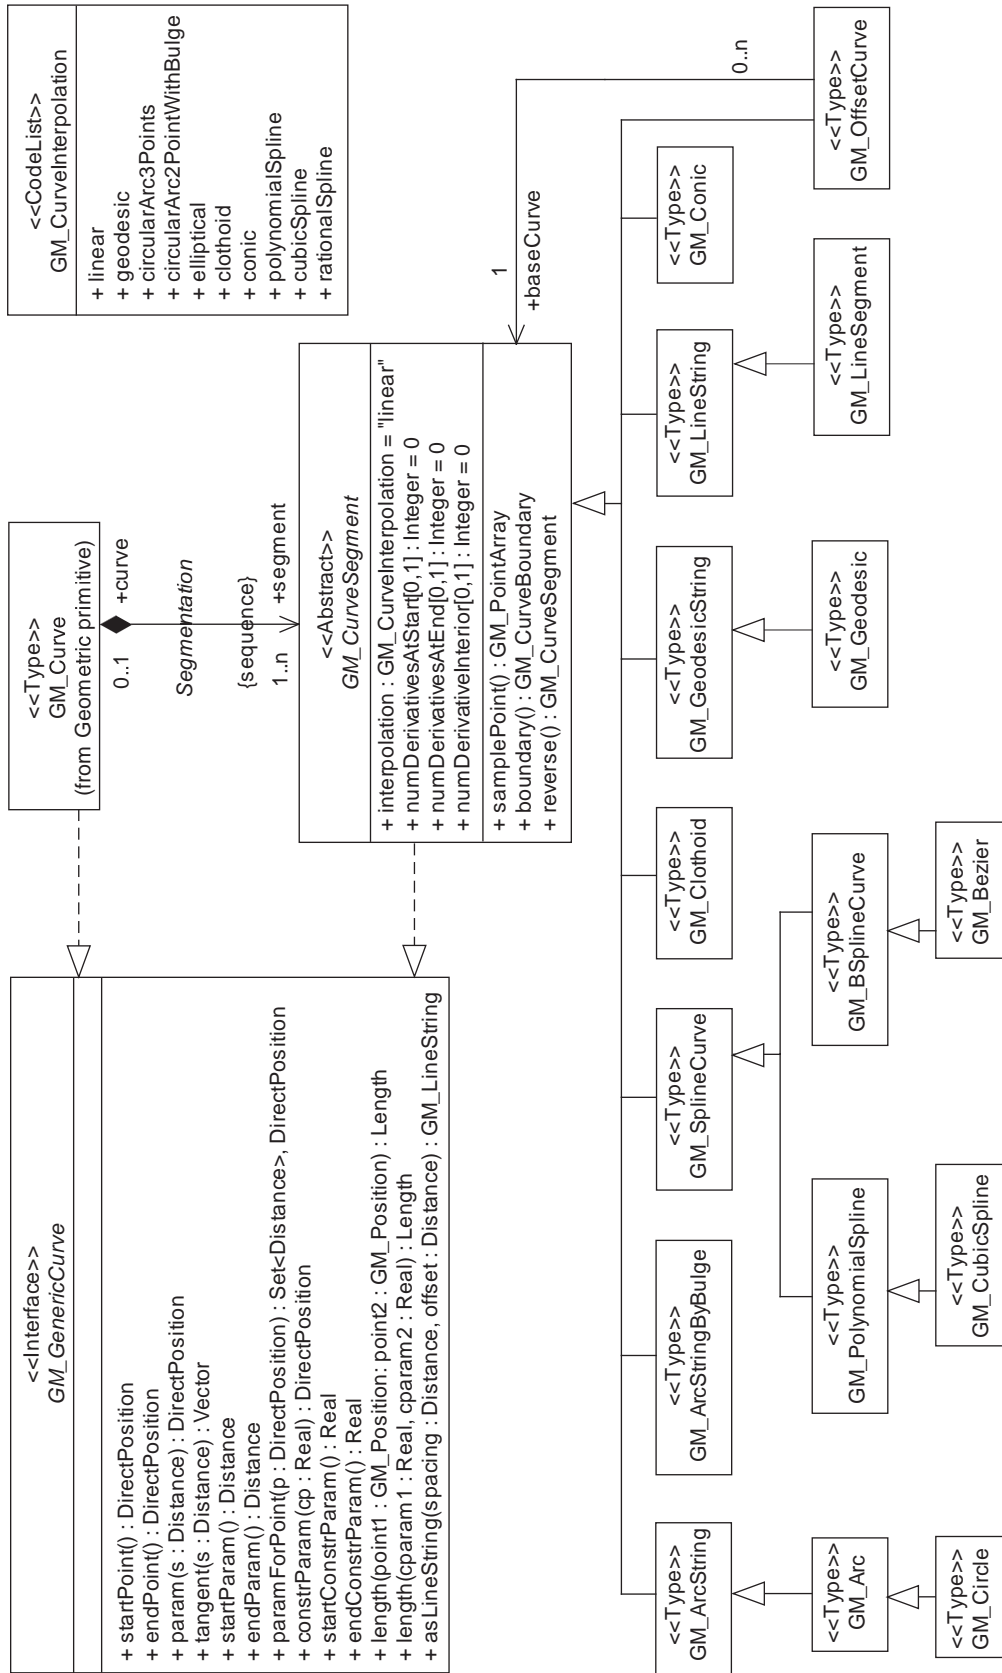 <<Interface>>
GM_GenericCurve
+ startPoint() : DirectPosition
+ endPoint() : DirectPosition
+ param(s : Distance) : DirectPosition
+ tangent(s : Distance) : Vector
+ startParam() : Distance
+ endParam() : Distance
+ paramForPoint(p : DirectPosition) : Set<Distance>, DirectPosition
+ constrParam(cp : Real) : DirectPosition
+ startConstrParam() : Real
+ endConstrParam() : Real
+ length(point1 : GM_Position: point2 : GM_Position) : Length
+ length(cparam1 : Real, cparam2 : Real) : Length
+ asLineString(spacing : Distance, offset : Distance) : GM_LineString
<<Type>>
GM_Curve
(from Geometric primitive)
0..1
+curve
Segmentation
{sequence}
1..n
+segment
<<CodeList>>
GM_CurveInterpolation
+ linear
+ geodesic
+ circularArc3Points
+ circularArc2PointWithBulge
+ elliptical
+ clothoid
+ conic
+ polynomialSpline
+ cubicSpline
+ rationalSpline
<<Abstract>>
GM_CurveSegment
+ interpolation : GM_CurveInterpolation = "linear"
+ numDerivativesAtStart[0,1] : Integer = 0
+ numDerivativesAtEnd[0,1] : Integer = 0
+ numDerivativeInterior[0,1] : Integer = 0
+ samplePoint() : GM_PointArray
+ boundary() : GM_CurveBoundary
+ reverse() : GM_CurveSegment
1
+baseCurve
0..n
<<Type>>
GM_ArcString
<<Type>>
GM_ArcStringByBulge
<<Type>>
GM_SplineCurve
<<Type>>
GM_Clothoid
<<Type>>
GM_GeodesicString
<<Type>>
GM_LineString
<<Type>>
GM_Conic
<<Type>>
GM_Arc
<<Type>>
GM_PolynomialSpline
<<Type>>
GM_BSplineCurve
<<Type>>
GM_Geodesic
<<Type>>
GM_LineSegment
<<Type>>
GM_OffsetCurve
<<Type>>
GM_Circle
<<Type>>
GM_CubicSpline
<<Type>>
GM_Bezier